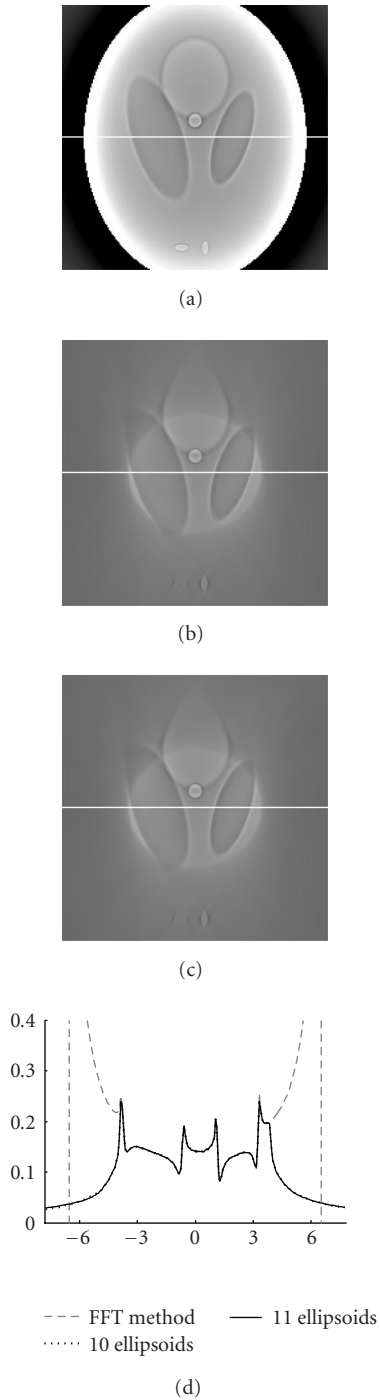 (a)
(b)
(c)
0.4
0.3
0.2
0.1
0
−6 −3 0 3 6
FFT method
11 ellipsoids
10 ellipsoids
(d)